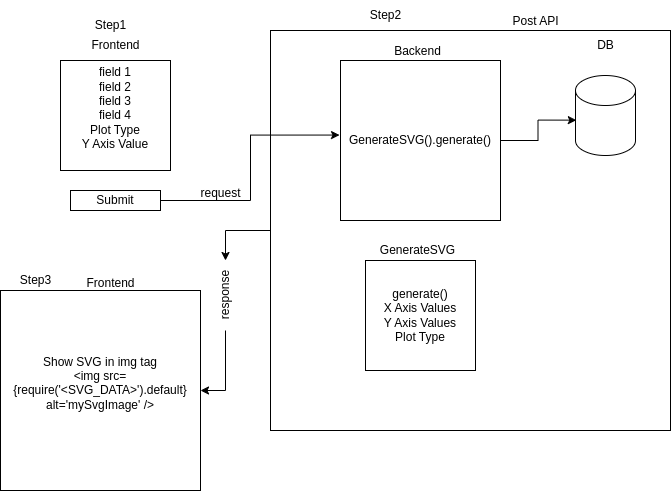 Step1
Frontend
field 1
field 2
field 3
field 4
Plot Type
Y Axis Value
Submit
request
Step2
Post API
Backend
DB
GenerateSVG().generate()
GenerateSVG
generate()
X Axis Values
Y Axis Values
Plot Type
response
Step3
Frontend
Show SVG in img tag
<img src=
{require('<SVG_DATA>').default}
alt='mySvgImage' />